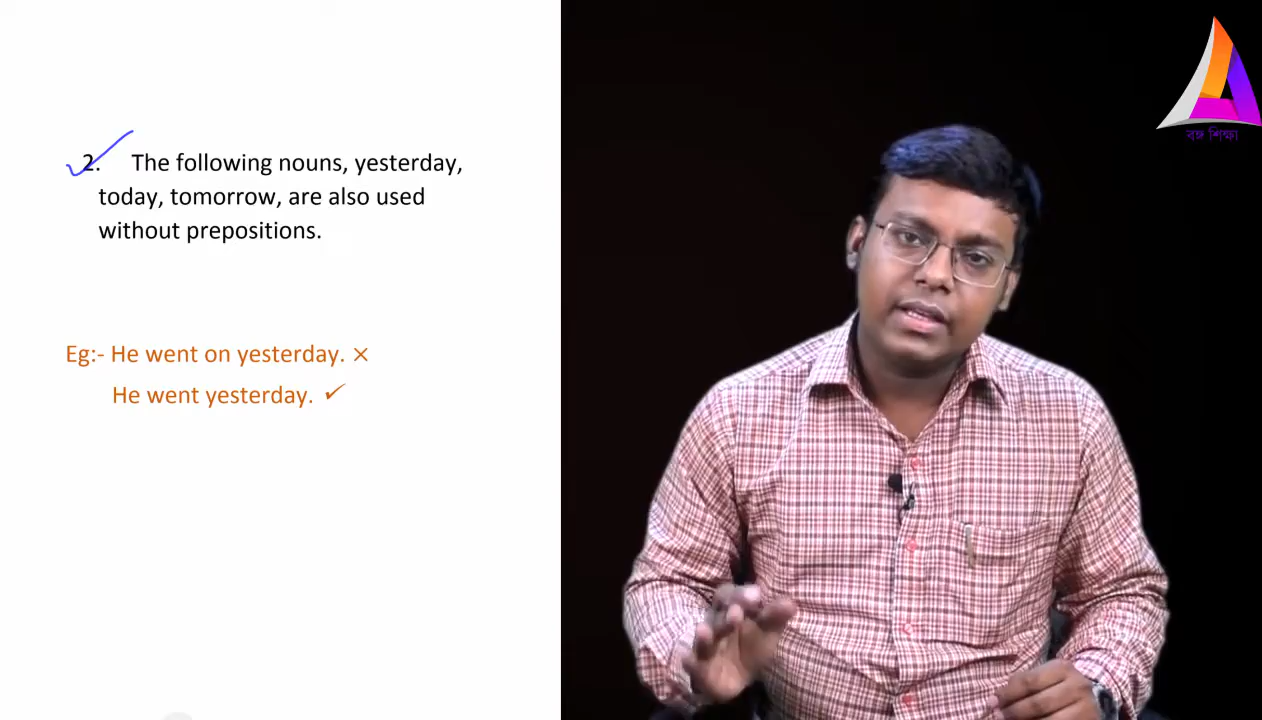 2. The following nouns, yesterday,
today, tomorrow, are also used
without prepositions.
Eg:- He went on yesterday. ×
He went yesterday. ✓
বঙ্গ শিক্ষা